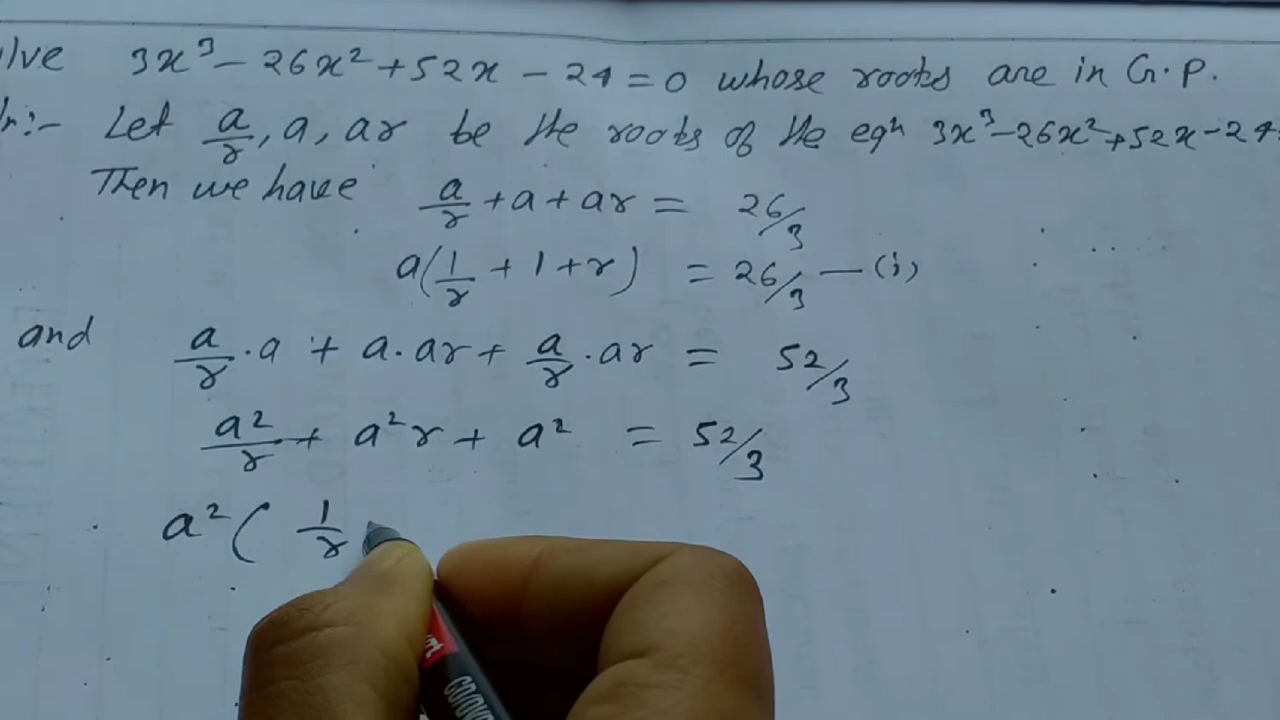 lve 3x³ - 26x² + 52x - 24 = 0 whose roots are in G.P.
n:- Let a/r, a, ar be the roots of the eqⁿ 3x³-26x²+52x-24
Then we have a/r + a + ar = 26/3
a(1/r + 1 + r) = 26/3 — (i)
and a/r · a + a · ar + a/r · ar = 52/3
a²/r + a²r + a² = 52/3
a² ( 1/r